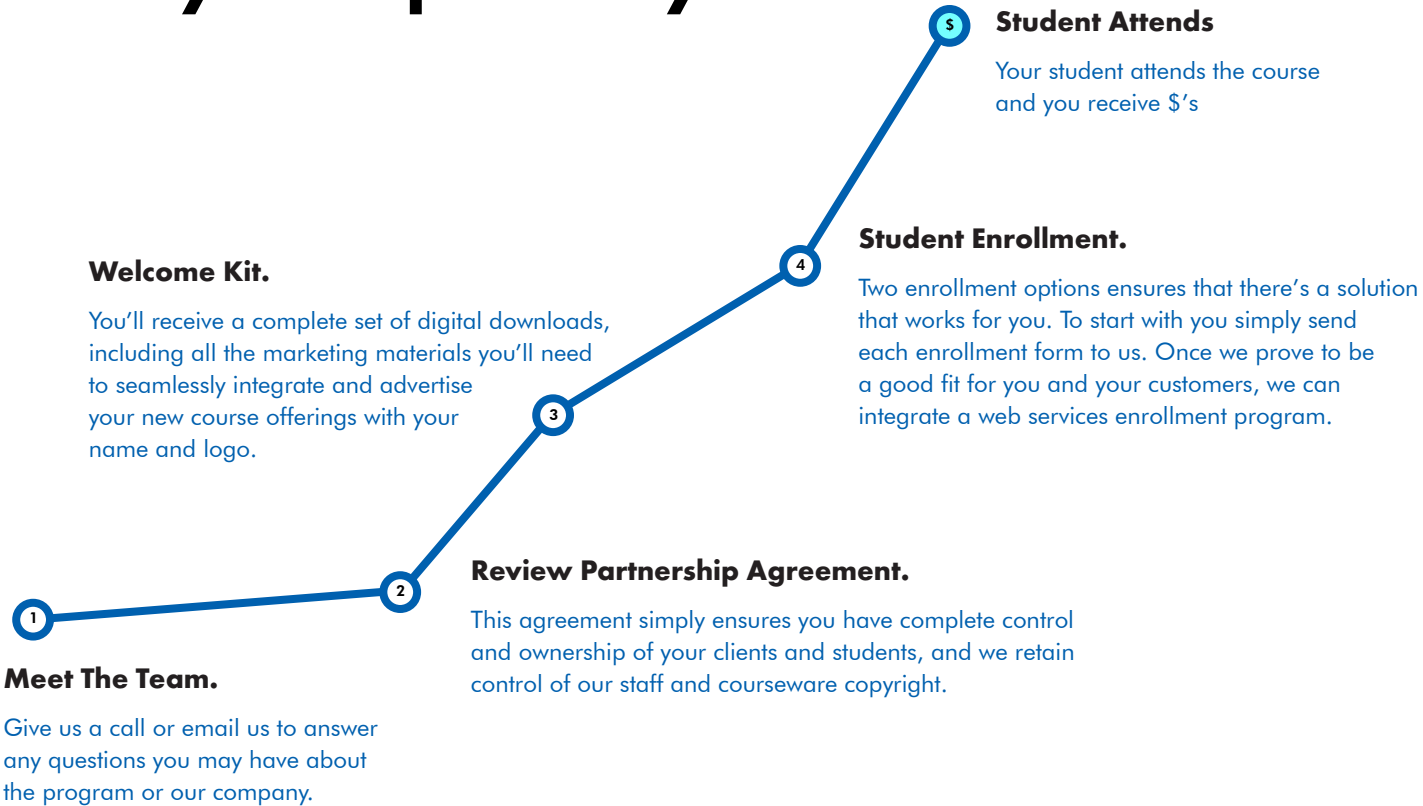 $
Student Attends
Your student attends the course
and you receive $'s
4
Student Enrollment.
Two enrollment options ensures that there's a solution
that works for you. To start with you simply send
each enrollment form to us. Once we prove to be
a good fit for you and your customers, we can
integrate a web services enrollment program.
Welcome Kit.
You'll receive a complete set of digital downloads,
including all the marketing materials you'll need
to seamlessly integrate and advertise
your new course offerings with your
name and logo.
3
2
Review Partnership Agreement.
This agreement simply ensures you have complete control
and ownership of your clients and students, and we retain
control of our staff and courseware copyright.
1
Meet The Team.
Give us a call or email us to answer
any questions you may have about
the program or our company.